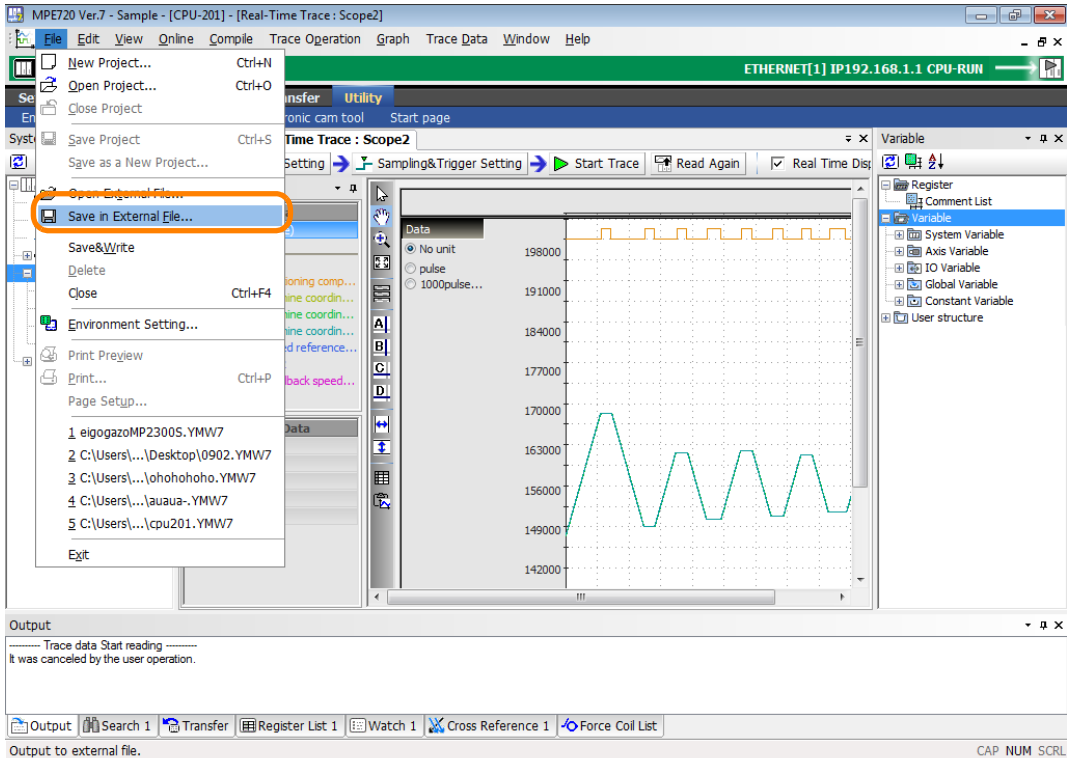 MPE720 Ver.7 - Sample - [CPU-201] - [Real-Time Trace : Scope2]
File Edit View Online Compile Trace Operation Graph Trace Data Window Help
ETHERNET[1] IP192.168.1.1 CPU-RUN
Utility
Start page
Scope2
Sampling&Trigger Setting Start Trace Read Again
New Project... Ctrl+N
Open Project... Ctrl+O
Close Project
Save Project Ctrl+S
Save as a New Project...
Open External File...
Save in External File...
Save&Write
Delete
Close Ctrl+F4
Environment Setting...
Print Preview
Print... Ctrl+P
Page Setup...
1 eigogazoMP2300S.YMW7
2 C:\Users\...\Desktop\0902.YMW7
3 C:\Users\...\ohohohoho.YMW7
4 C:\Users\...\auaua-.YMW7
5 C:\Users\...\cpu201.YMW7
Exit
Data
A
B
C
D
Data
No unit
pulse
1000pulse...
198000
191000
184000
177000
170000
163000
156000
149000
142000
Variable
Register
Comment List
Variable
System Variable
Axis Variable
IO Variable
Global Variable
Constant Variable
User structure
Output
---------- Trace data Start reading ----------
It was canceled by the user operation.
Output Search 1 Transfer Register List 1 Watch 1 Cross Reference 1 Force Coil List
Output to external file.
CAP NUM SCRL